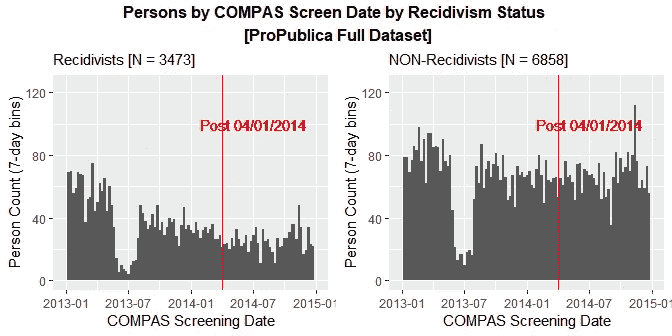 Persons by COMPAS Screen Date by Recidivism Status
[ProPublica Full Dataset]
Recidivists [N = 3473]
Person Count (7-day bins)
120
80
40
0
Post 04/01/2014
2013-01 2013-07 2014-01 2014-07 2015-01
COMPAS Screening Date
NON-Recidivists [N = 6858]
Person Count (7-day bins)
120
80
40
0
Post 04/01/2014
2013-01 2013-07 2014-01 2014-07 2015-01
COMPAS Screening Date